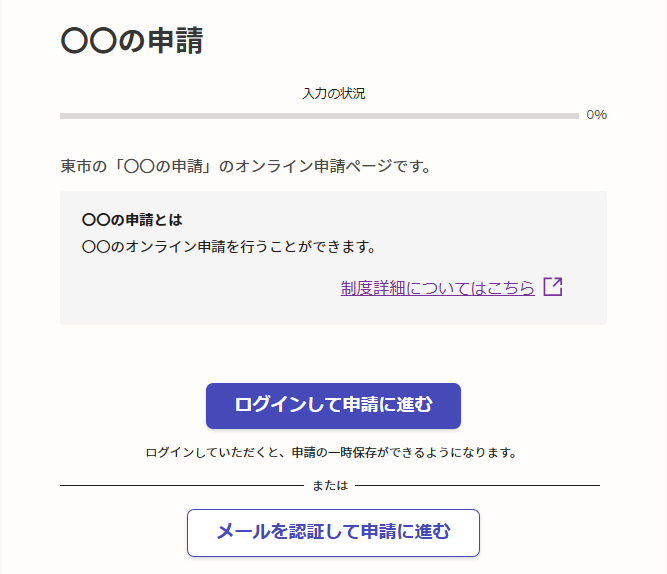 〇〇の申請
入力の状況
0%
東市の「〇〇の申請」のオンライン申請ページです。
〇〇の申請とは
〇〇のオンライン申請を行うことができます。
制度詳細についてはこちら
ログインして申請に進む
ログインしていただくと、申請の一時保存ができるようになります。
または
メールを認証して申請に進む